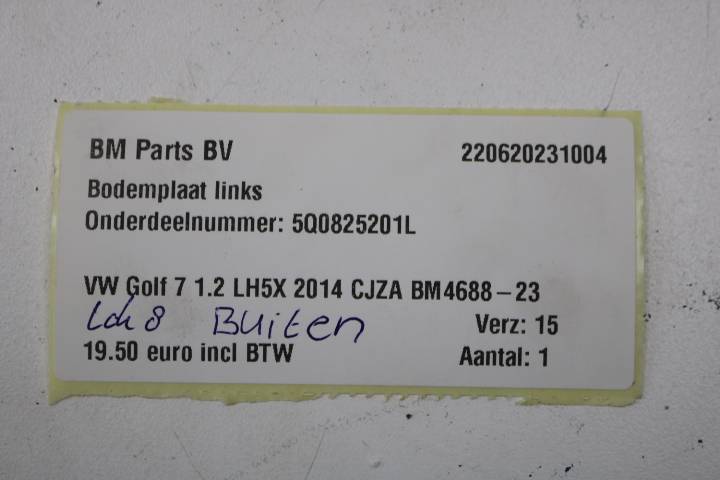 BM Parts BV 220620231004
Bodemplaat links
Onderdeelnummer: 5Q0825201L
VW Golf 7 1.2 LH5X 2014 CJZA BM4688-23
8 Buiten Verz: 15
19.50 euro incl BTW Aantal: 1